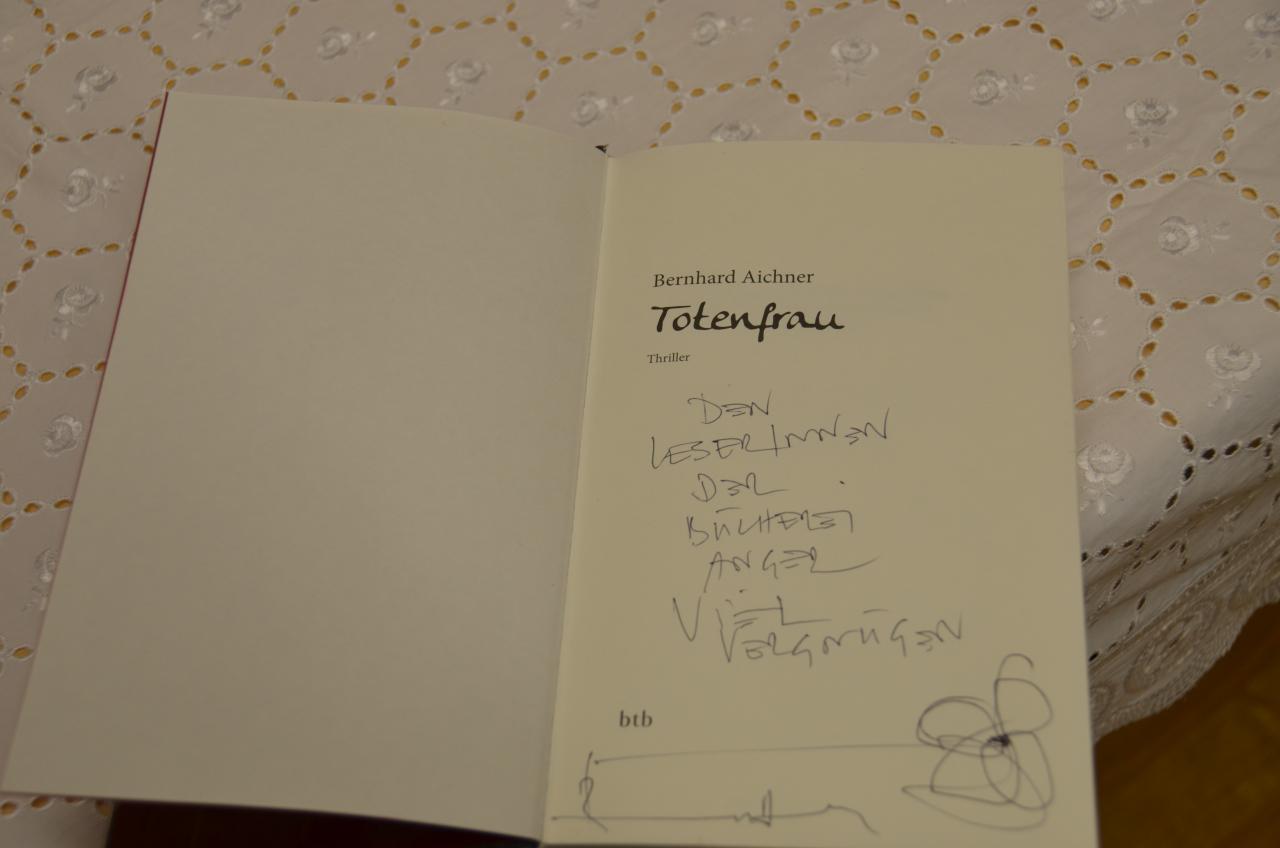 Bernhard Aichner
Totenfrau
Thriller
DEN
LESERINNEN
DER
BÜCHEREI
ANGER
VIEL
VERGNÜGEN
btb